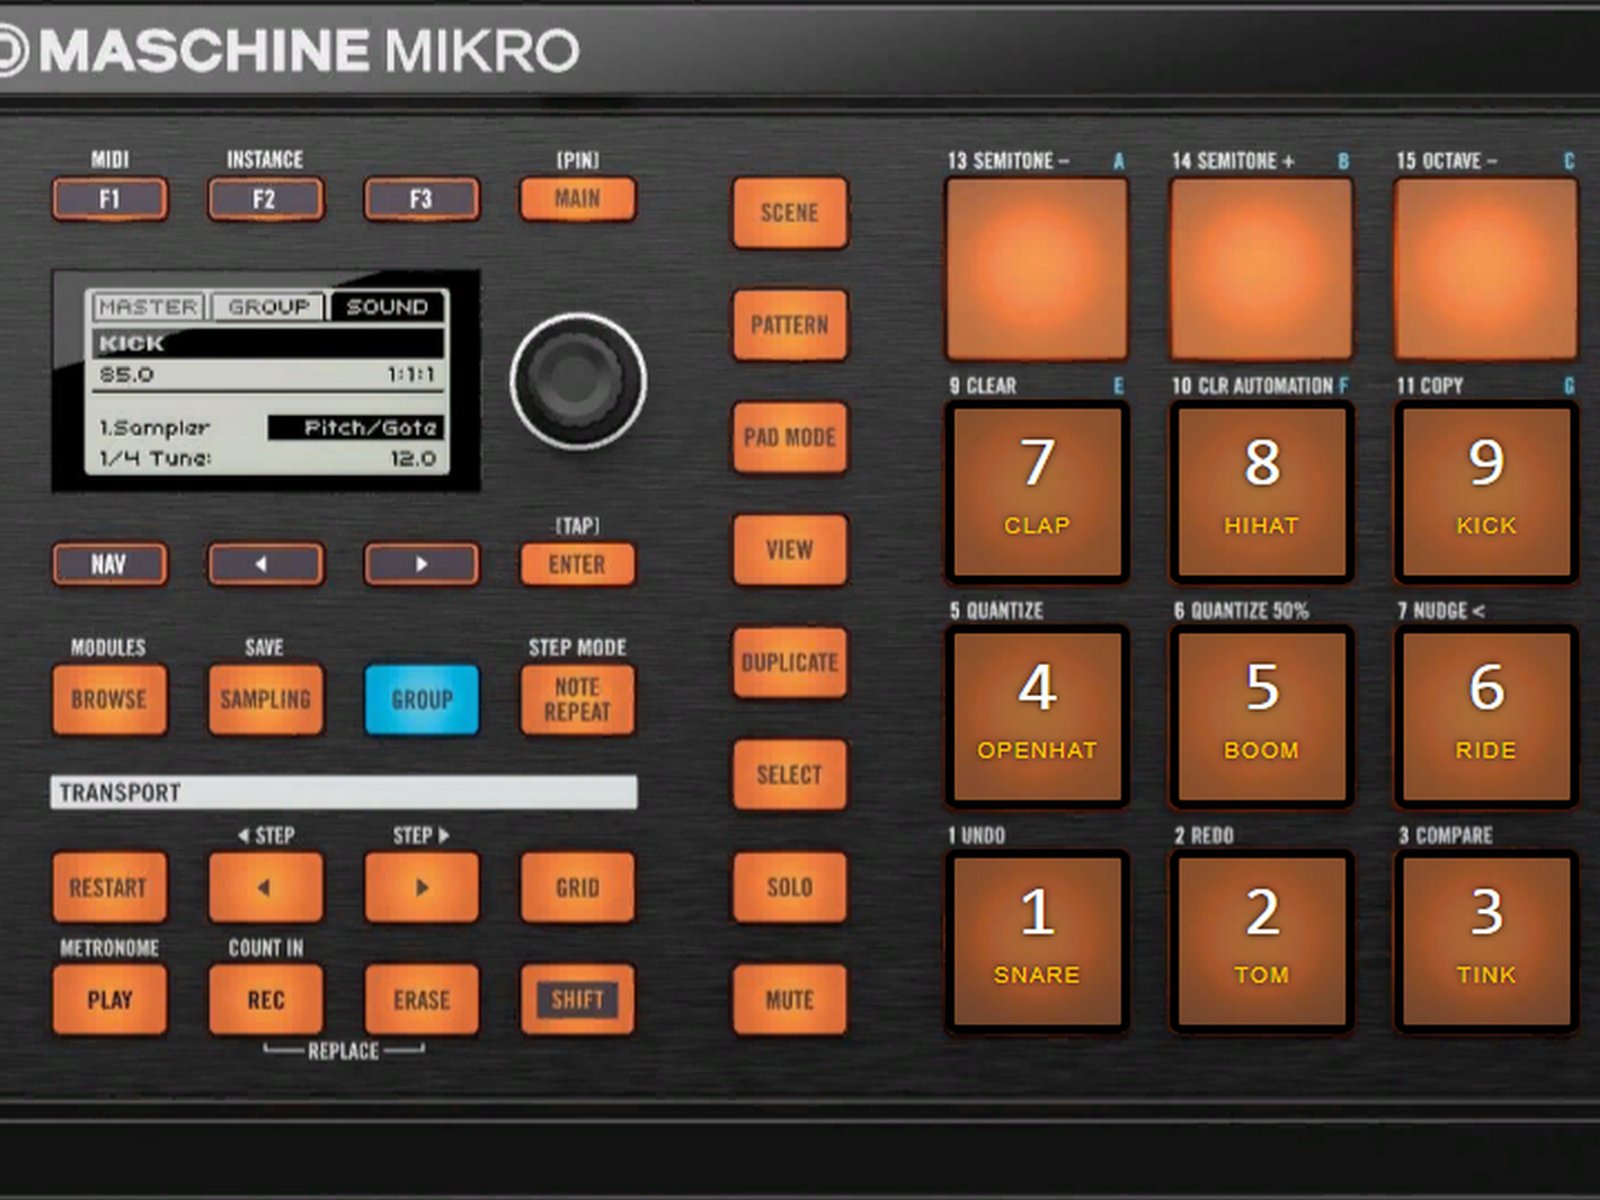 MASCHINE MIKRO
MIDI
INSTANCE
[PIN]
F1
F2
F3
MAIN
MASTER
GROUP
SOUND
KICK
85.0
1:1:1
1.Sampler
Pitch/Gate
1/4 Tune:
12.0
[TAP]
NAV
ENTER
MODULES
SAVE
STEP MODE
BROWSE
SAMPLING
GROUP
NOTE
REPEAT
TRANSPORT
STEP
STEP
RESTART
GRID
METRONOME
COUNT IN
PLAY
REC
ERASE
SHIFT
REPLACE
SCENE
PATTERN
PAD MODE
VIEW
DUPLICATE
SELECT
SOLO
MUTE
13 SEMITONE − A
14 SEMITONE + B
15 OCTAVE − C
9 CLEAR E
10 CLR AUTOMATION F
11 COPY G
7
CLAP
8
HIHAT
9
KICK
5 QUANTIZE
6 QUANTIZE 50%
7 NUDGE <
4
OPENHAT
5
BOOM
6
RIDE
1 UNDO
2 REDO
3 COMPARE
1
SNARE
2
TOM
3
TINK